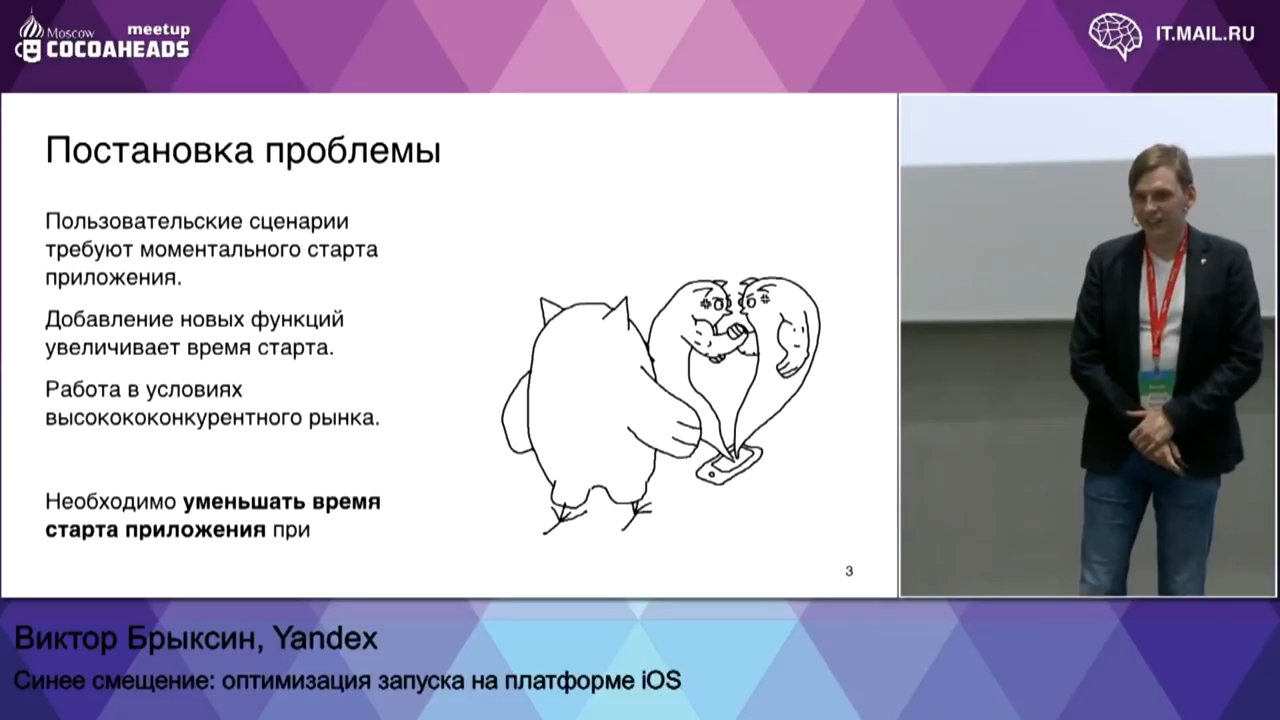 Moscow meetup
COCOAHEADS
IT.MAIL.RU
Постановка проблемы
Пользовательские сценарии
требуют моментального старта
приложения.
Добавление новых функций
увеличивает время старта.
Работа в условиях
высокококонкурентного рынка.
Необходимо уменьшать время
старта приложения при
3
Виктор Брыксин, Yandex
Синее смещение: оптимизация запуска на платформе iOS